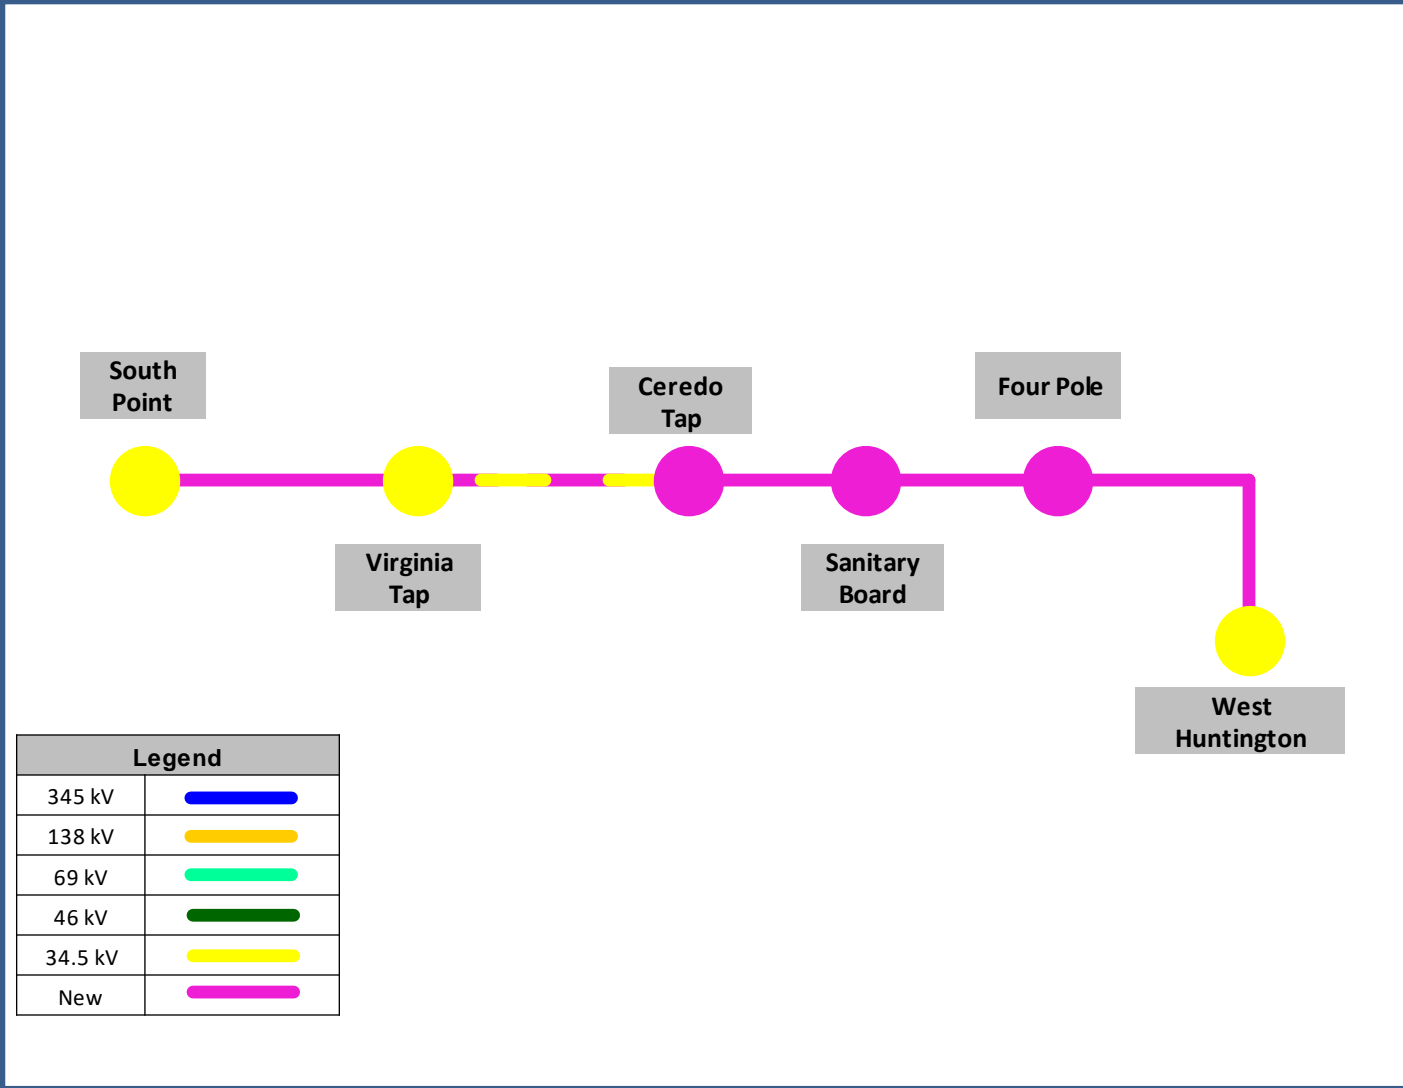 South
Point
Ceredo
Tap
Four Pole
Virginia
Tap
Sanitary
Board
West
Huntington
Legend
345 kV
138 kV
69 kV
46 kV
34.5 kV
New